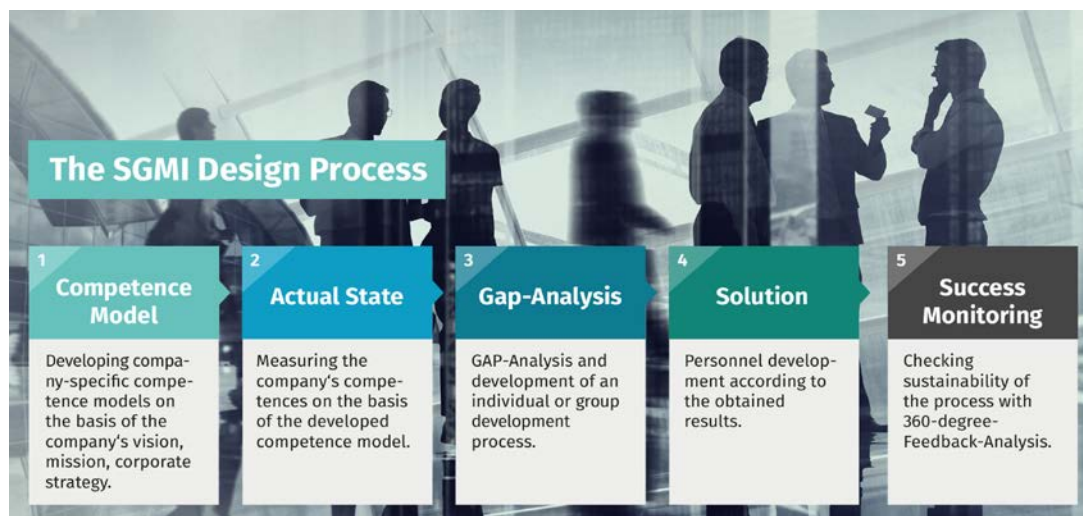 The SGMI Design Process
1
Competence
Model
Developing compa-
ny-specific compe-
tence models on
the basis of the
company‘s vision,
mission, corporate
strategy.
2
Actual State
Measuring the
company‘s compe-
tences on the basis
of the developed
competence model.
3
Gap-Analysis
GAP-Analysis and
development of an
individual or group
development
process.
4
Solution
Personnel develop-
ment according to
the obtained
results.
5
Success
Monitoring
Checking
sustainability of
the process with
360-degree-
Feedback-Analysis.